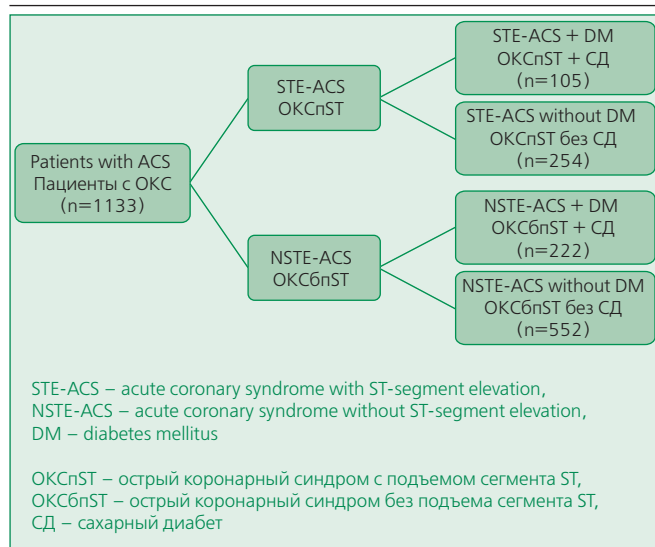 Patients with ACS
Пациенты с ОКС
(n=1133)
STE-ACS
ОКСпST
NSTE-ACS
ОКСбпST
STE-ACS + DM
ОКСпST + СД
(n=105)
STE-ACS without DM
ОКСпST без СД
(n=254)
NSTE-ACS + DM
ОКСбпST + СД
(n=222)
NSTE-ACS without DM
ОКСбпST без СД
(n=552)
STE-ACS – acute coronary syndrome with ST-segment elevation,
NSTE-ACS – acute coronary syndrome without ST-segment elevation,
DM – diabetes mellitus
ОКСпST – острый коронарный синдром с подъемом сегмента ST,
ОКСбпST – острый коронарный синдром без подъема сегмента ST,
СД – сахарный диабет